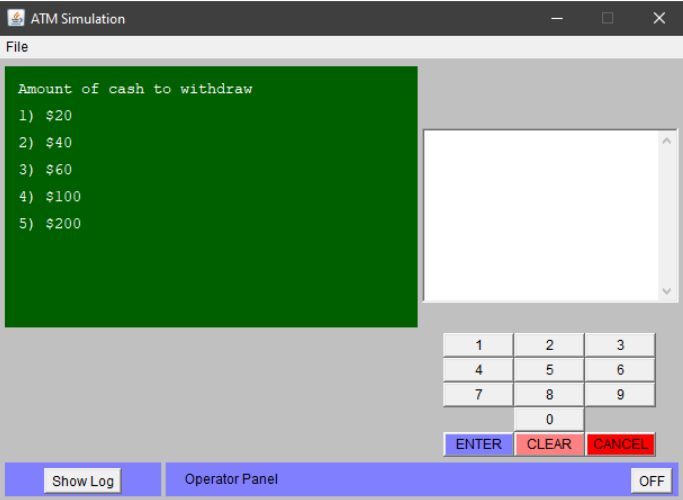 ATM Simulation
File
Amount of cash to withdraw
1) $20
2) $40
3) $60
4) $100
5) $200
1 2 3
4 5 6
7 8 9
0
ENTER CLEAR CANCEL
Show Log Operator Panel OFF